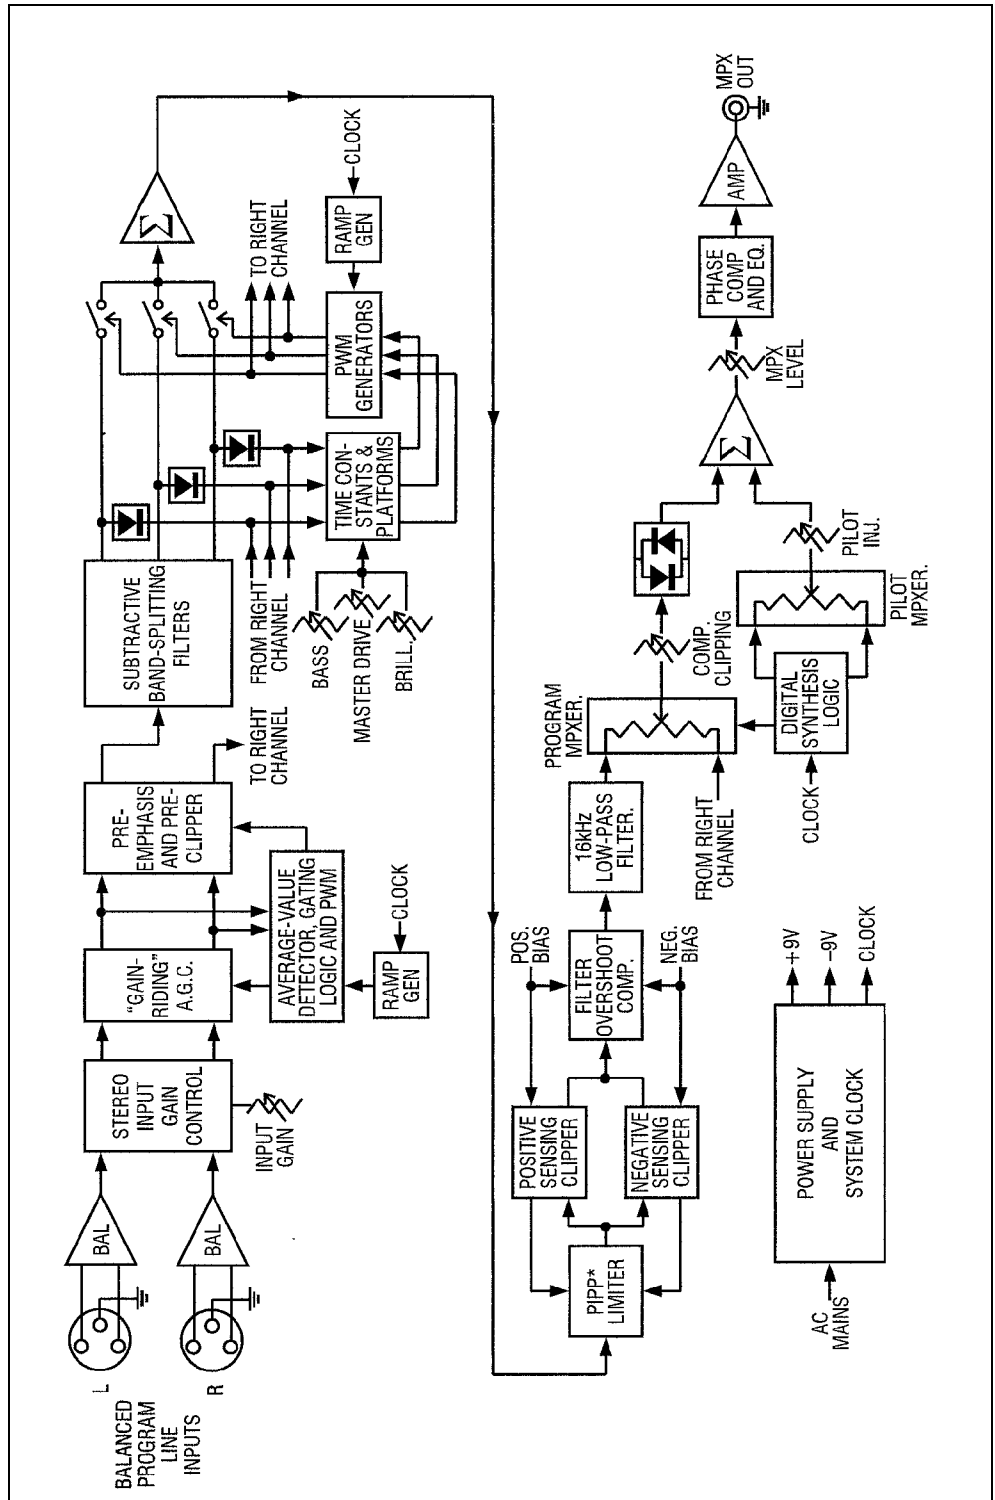 BALANCED
PROGRAM
LINE
INPUTS
L
R
BAL
BAL
STEREO
INPUT
GAIN
CONTROL
INPUT
GAIN
“GAIN-
RIDING”
A.G.C.
AVERAGE-VALUE
DETECTOR, GATING
LOGIC AND PWM
RAMP
GEN
CLOCK
PRE-
EMPHASIS
AND PRE-
CLIPPER
TO RIGHT
CHANNEL
SUBTRACTIVE
BAND-SPLITTING
FILTERS
FROM RIGHT
CHANNEL
BASS
MASTER DRIVE
BRILL.
TIME CON-
STANTS &
PLATFORMS
PWM
GENERATORS
TO RIGHT
CHANNEL
RAMP
GEN
CLOCK
Σ
PIPP*
LIMITER
POSITIVE
SENSING
CLIPPER
NEGATIVE
SENSING
CLIPPER
POS.
BIAS
FILTER
OVERSHOOT
COMP.
NEG.
BIAS
16kHz
LOW-PASS
FILTER.
PROGRAM
MPXER.
FROM RIGHT
CHANNEL
COMP.
CLIPPING
CLOCK
DIGITAL
SYNTHESIS
LOGIC
PILOT
MPXER.
PILOT
INJ.
Σ
MPX
LEVEL
PHASE
COMP
AND EQ.
AMP
MPX
OUT
AC
MAINS
POWER SUPPLY
AND
SYSTEM CLOCK
+9V
-9V
CLOCK